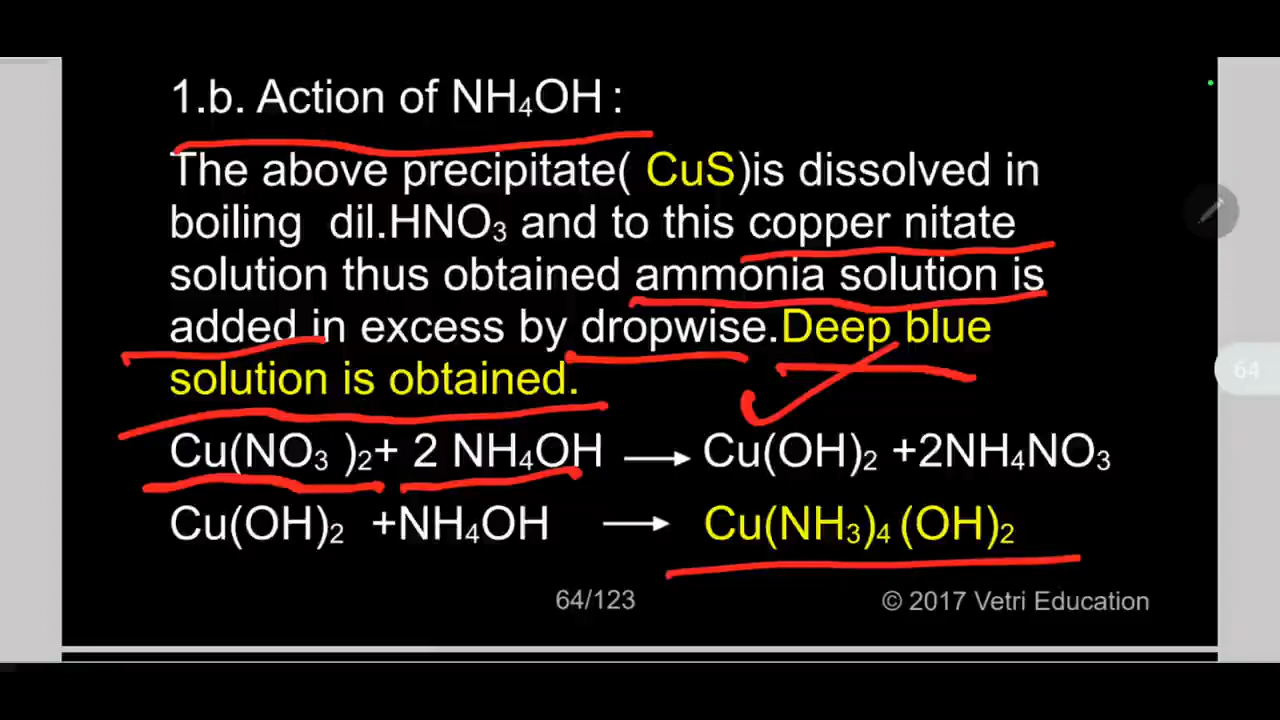 1.b. Action of NH₄OH :
The above precipitate( CuS)is dissolved in
boiling dil.HNO₃ and to this copper nitate
solution thus obtained ammonia solution is
added in excess by dropwise.Deep blue
solution is obtained.
Cu(NO₃ )₂+ 2 NH₄OH → Cu(OH)₂ +2NH₄NO₃
Cu(OH)₂ +NH₄OH → Cu(NH₃)₄ (OH)₂
64/123 © 2017 Vetri Education
64